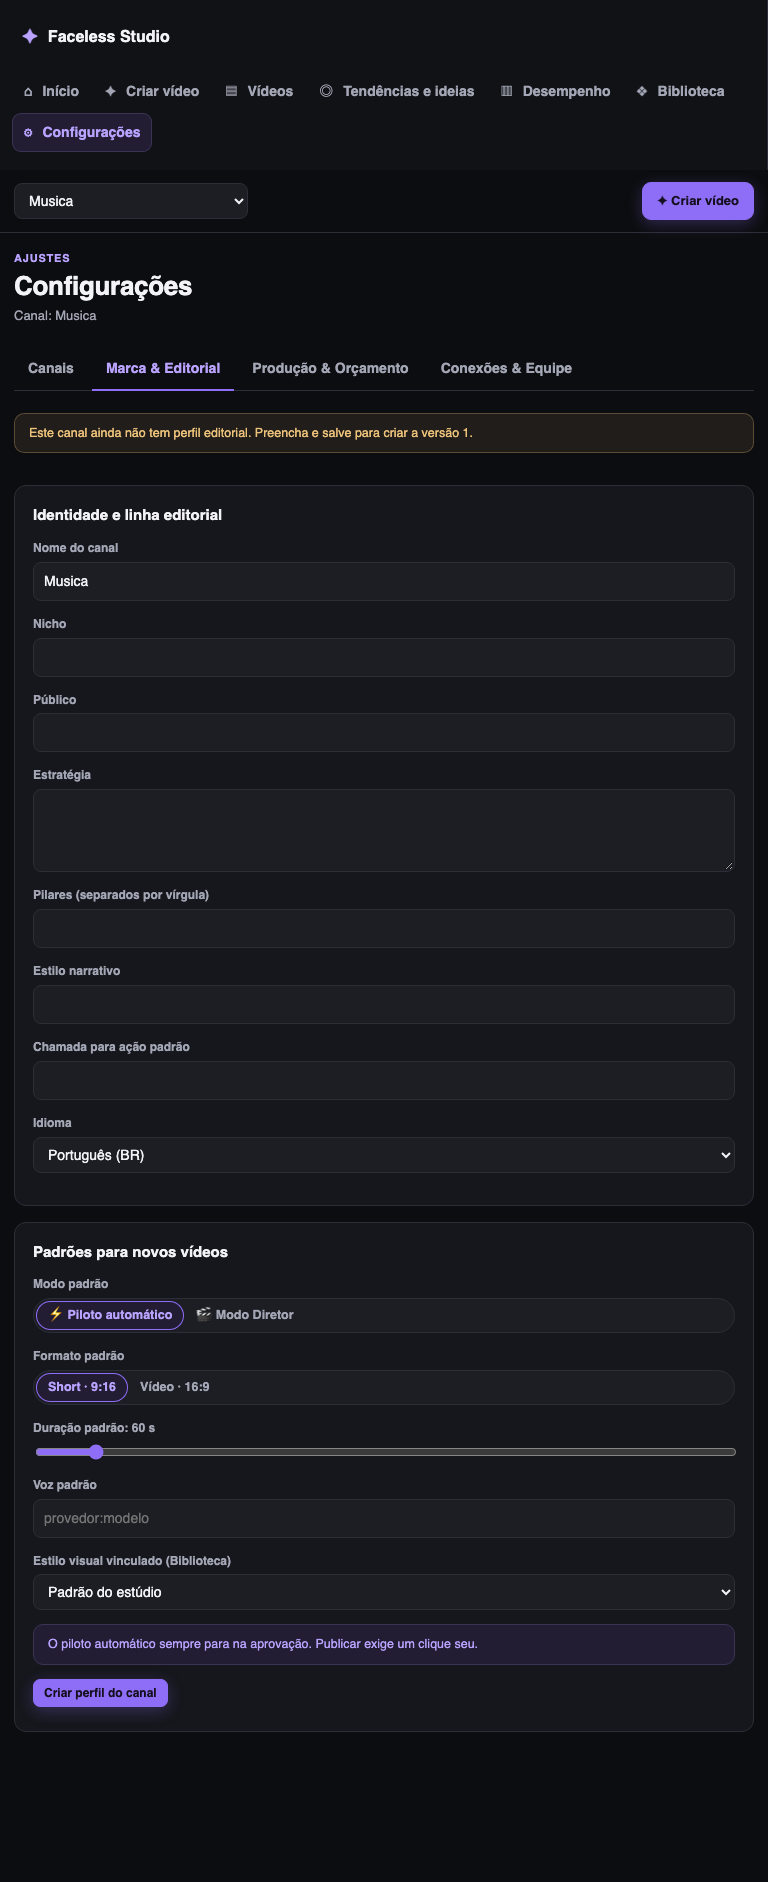 Faceless Studio
Início
Criar vídeo
Vídeos
Tendências e ideias
Desempenho
Biblioteca
Configurações
Musica
Criar vídeo
AJUSTES
Configurações
Canal: Musica
Canais
Marca & Editorial
Produção & Orçamento
Conexões & Equipe
Este canal ainda não tem perfil editorial. Preencha e salve para criar a versão 1.
Identidade e linha editorial
Nome do canal
Musica
Nicho
Público
Estratégia
Pilares (separados por vírgula)
Estilo narrativo
Chamada para ação padrão
Idioma
Português (BR)
Padrões para novos vídeos
Modo padrão
Piloto automático
Modo Diretor
Formato padrão
Short · 9:16
Vídeo · 16:9
Duração padrão: 60 s
Voz padrão
provedor:modelo
Estilo visual vinculado (Biblioteca)
Padrão do estúdio
O piloto automático sempre para na aprovação. Publicar exige um clique seu.
Criar perfil do canal